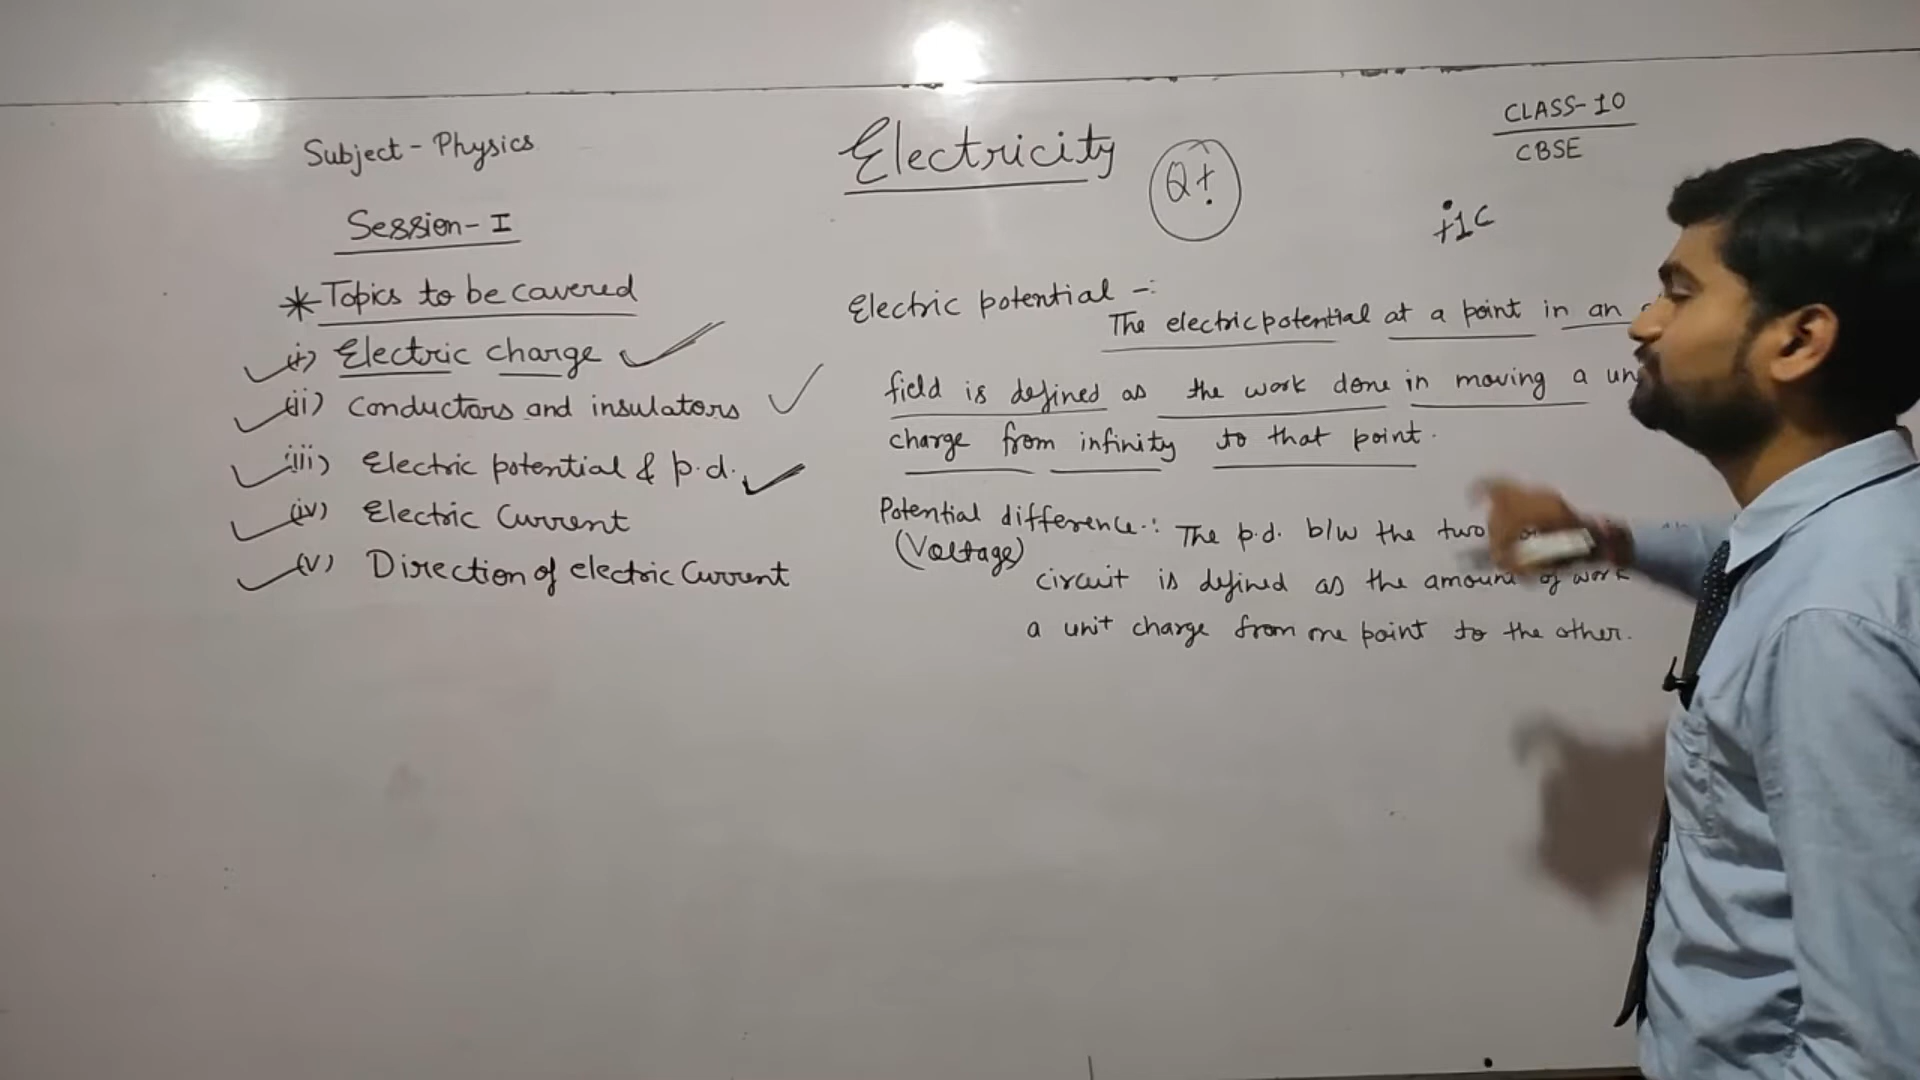 Subject - Physics
Session - I
* Topics to be cavered
(i) Electric charge
(ii) Conductors and insulators
(iii) Electric potential & p.d.
(iv) Electric Current
(v) Direction of electric Current
Electricity
Q+
CLASS-10
CBSE
+1C
Electric potential -:
The electric potential at a point in an
field is defined as the work done in moving a
charge from infinity to that point.
Potential difference:: The p.d. b/w the two
(Voltage)
circuit is defined as the amount of work
a unit charge from one point to the other.